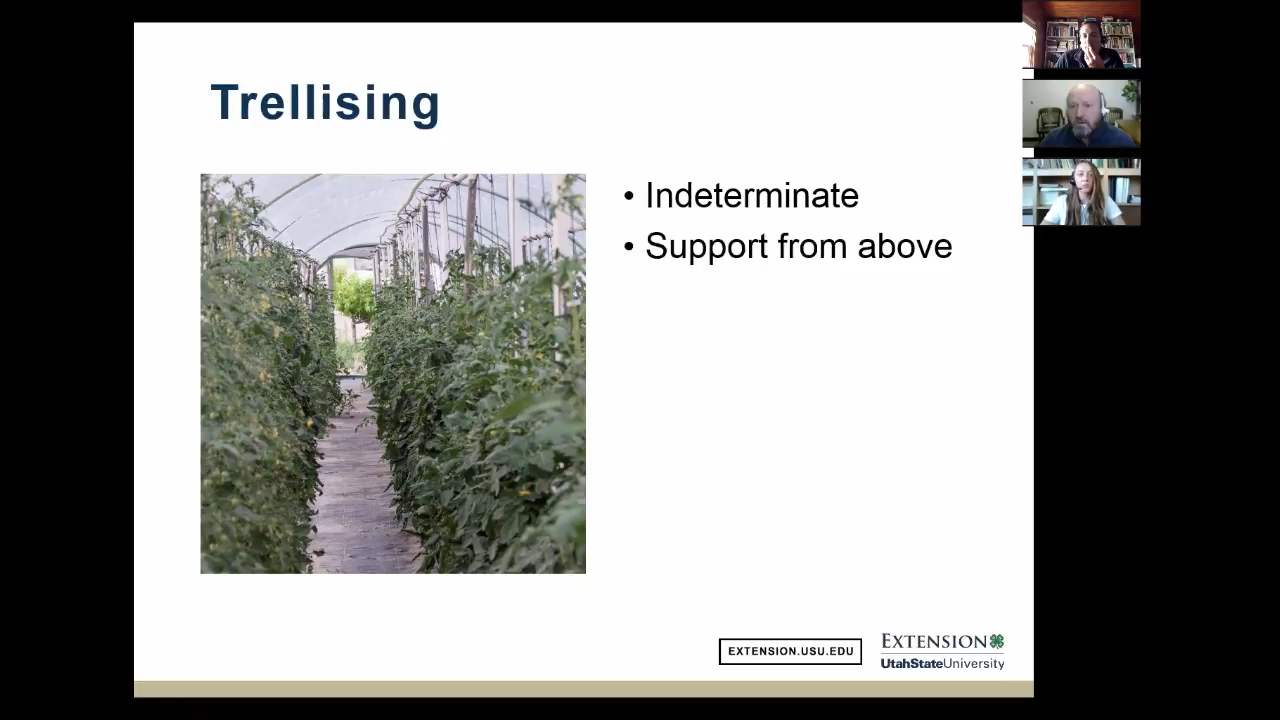 Trellising
• Indeterminate
• Support from above
EXTENSION.USU.EDU
EXTENSION
UtahStateUniversity